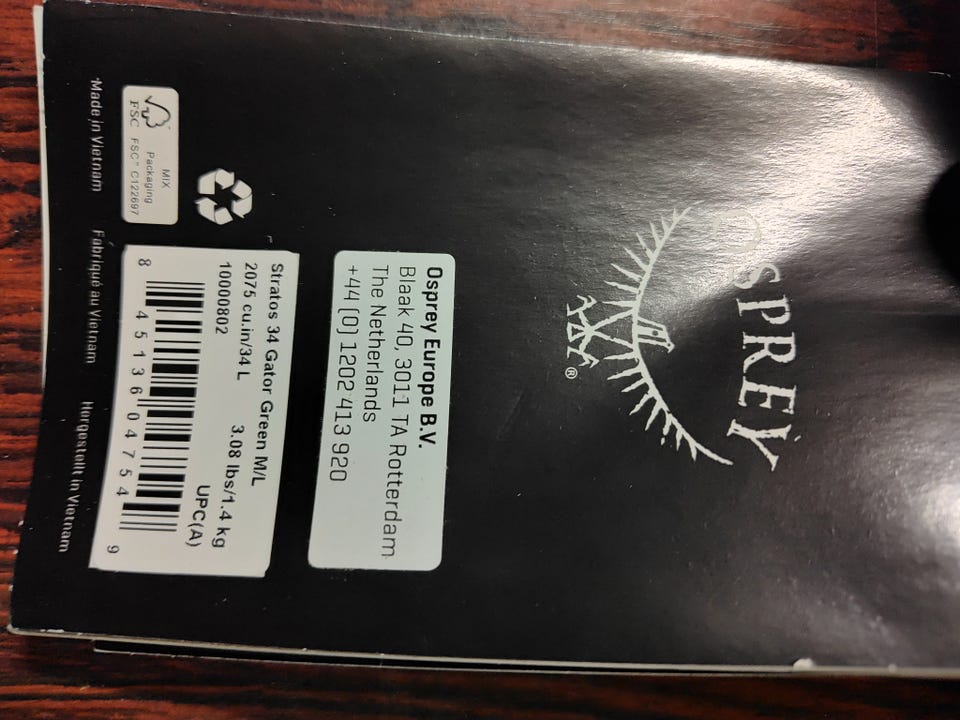 OSPREY
®
Osprey Europe B.V.
Blaak 40, 3011 TA Rotterdam
The Netherlands
+44 [0] 1202 413 920
Stratos 34 Gator Green M/L
2075 cu.in/34 L 3.08 lbs/1.4 kg
10000802 UPC(A)
8 45136 04754 9
MIX
Packaging
FSC FSC™ C122697
Made in Vietnam Fabriqué au Vietnam Hergestellt in Vietnam